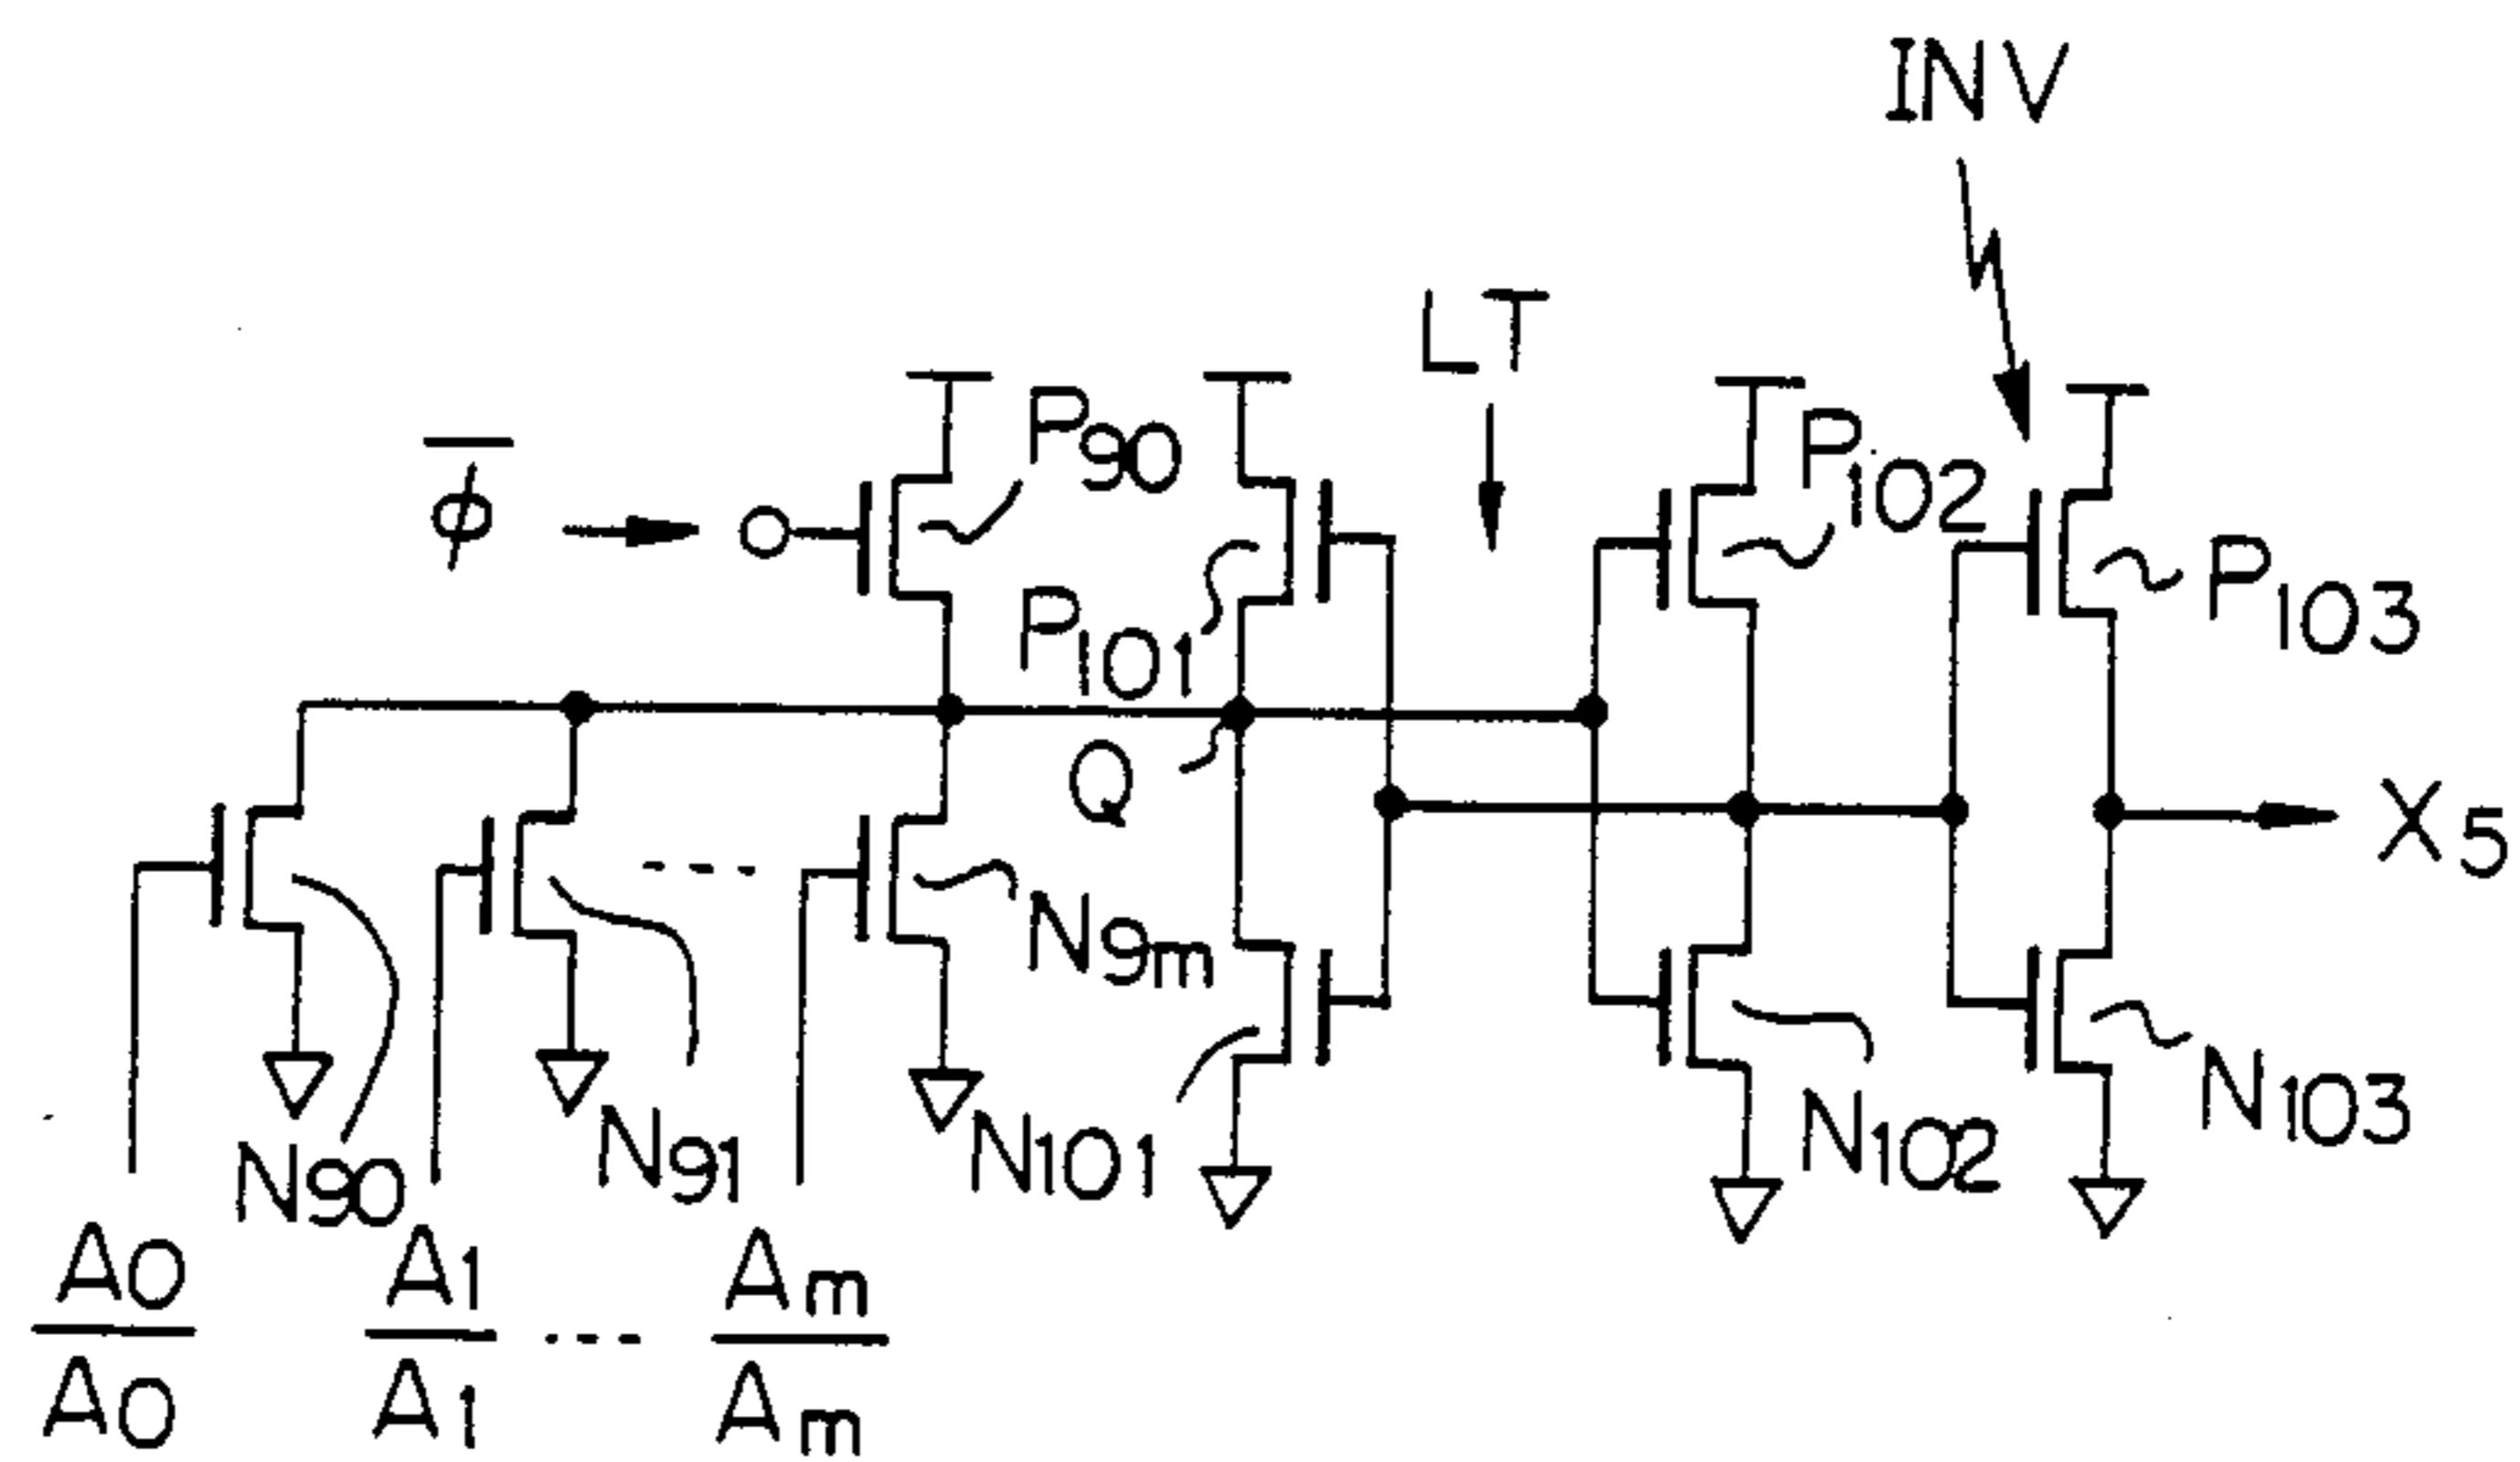 INV
LT
P90
P102
φ̅
P103
P101
Q
X5
N9m
N103
N102
N101
N91
N90
A0
A1
Am
A0
A1
...
Am